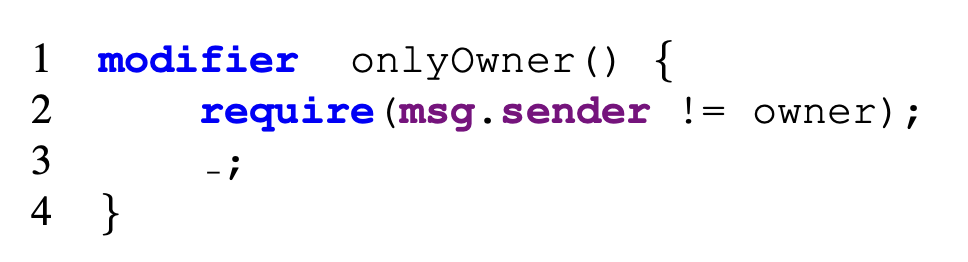 1 modifier onlyOwner() {
2 require(msg.sender != owner);
3 _;
4 }